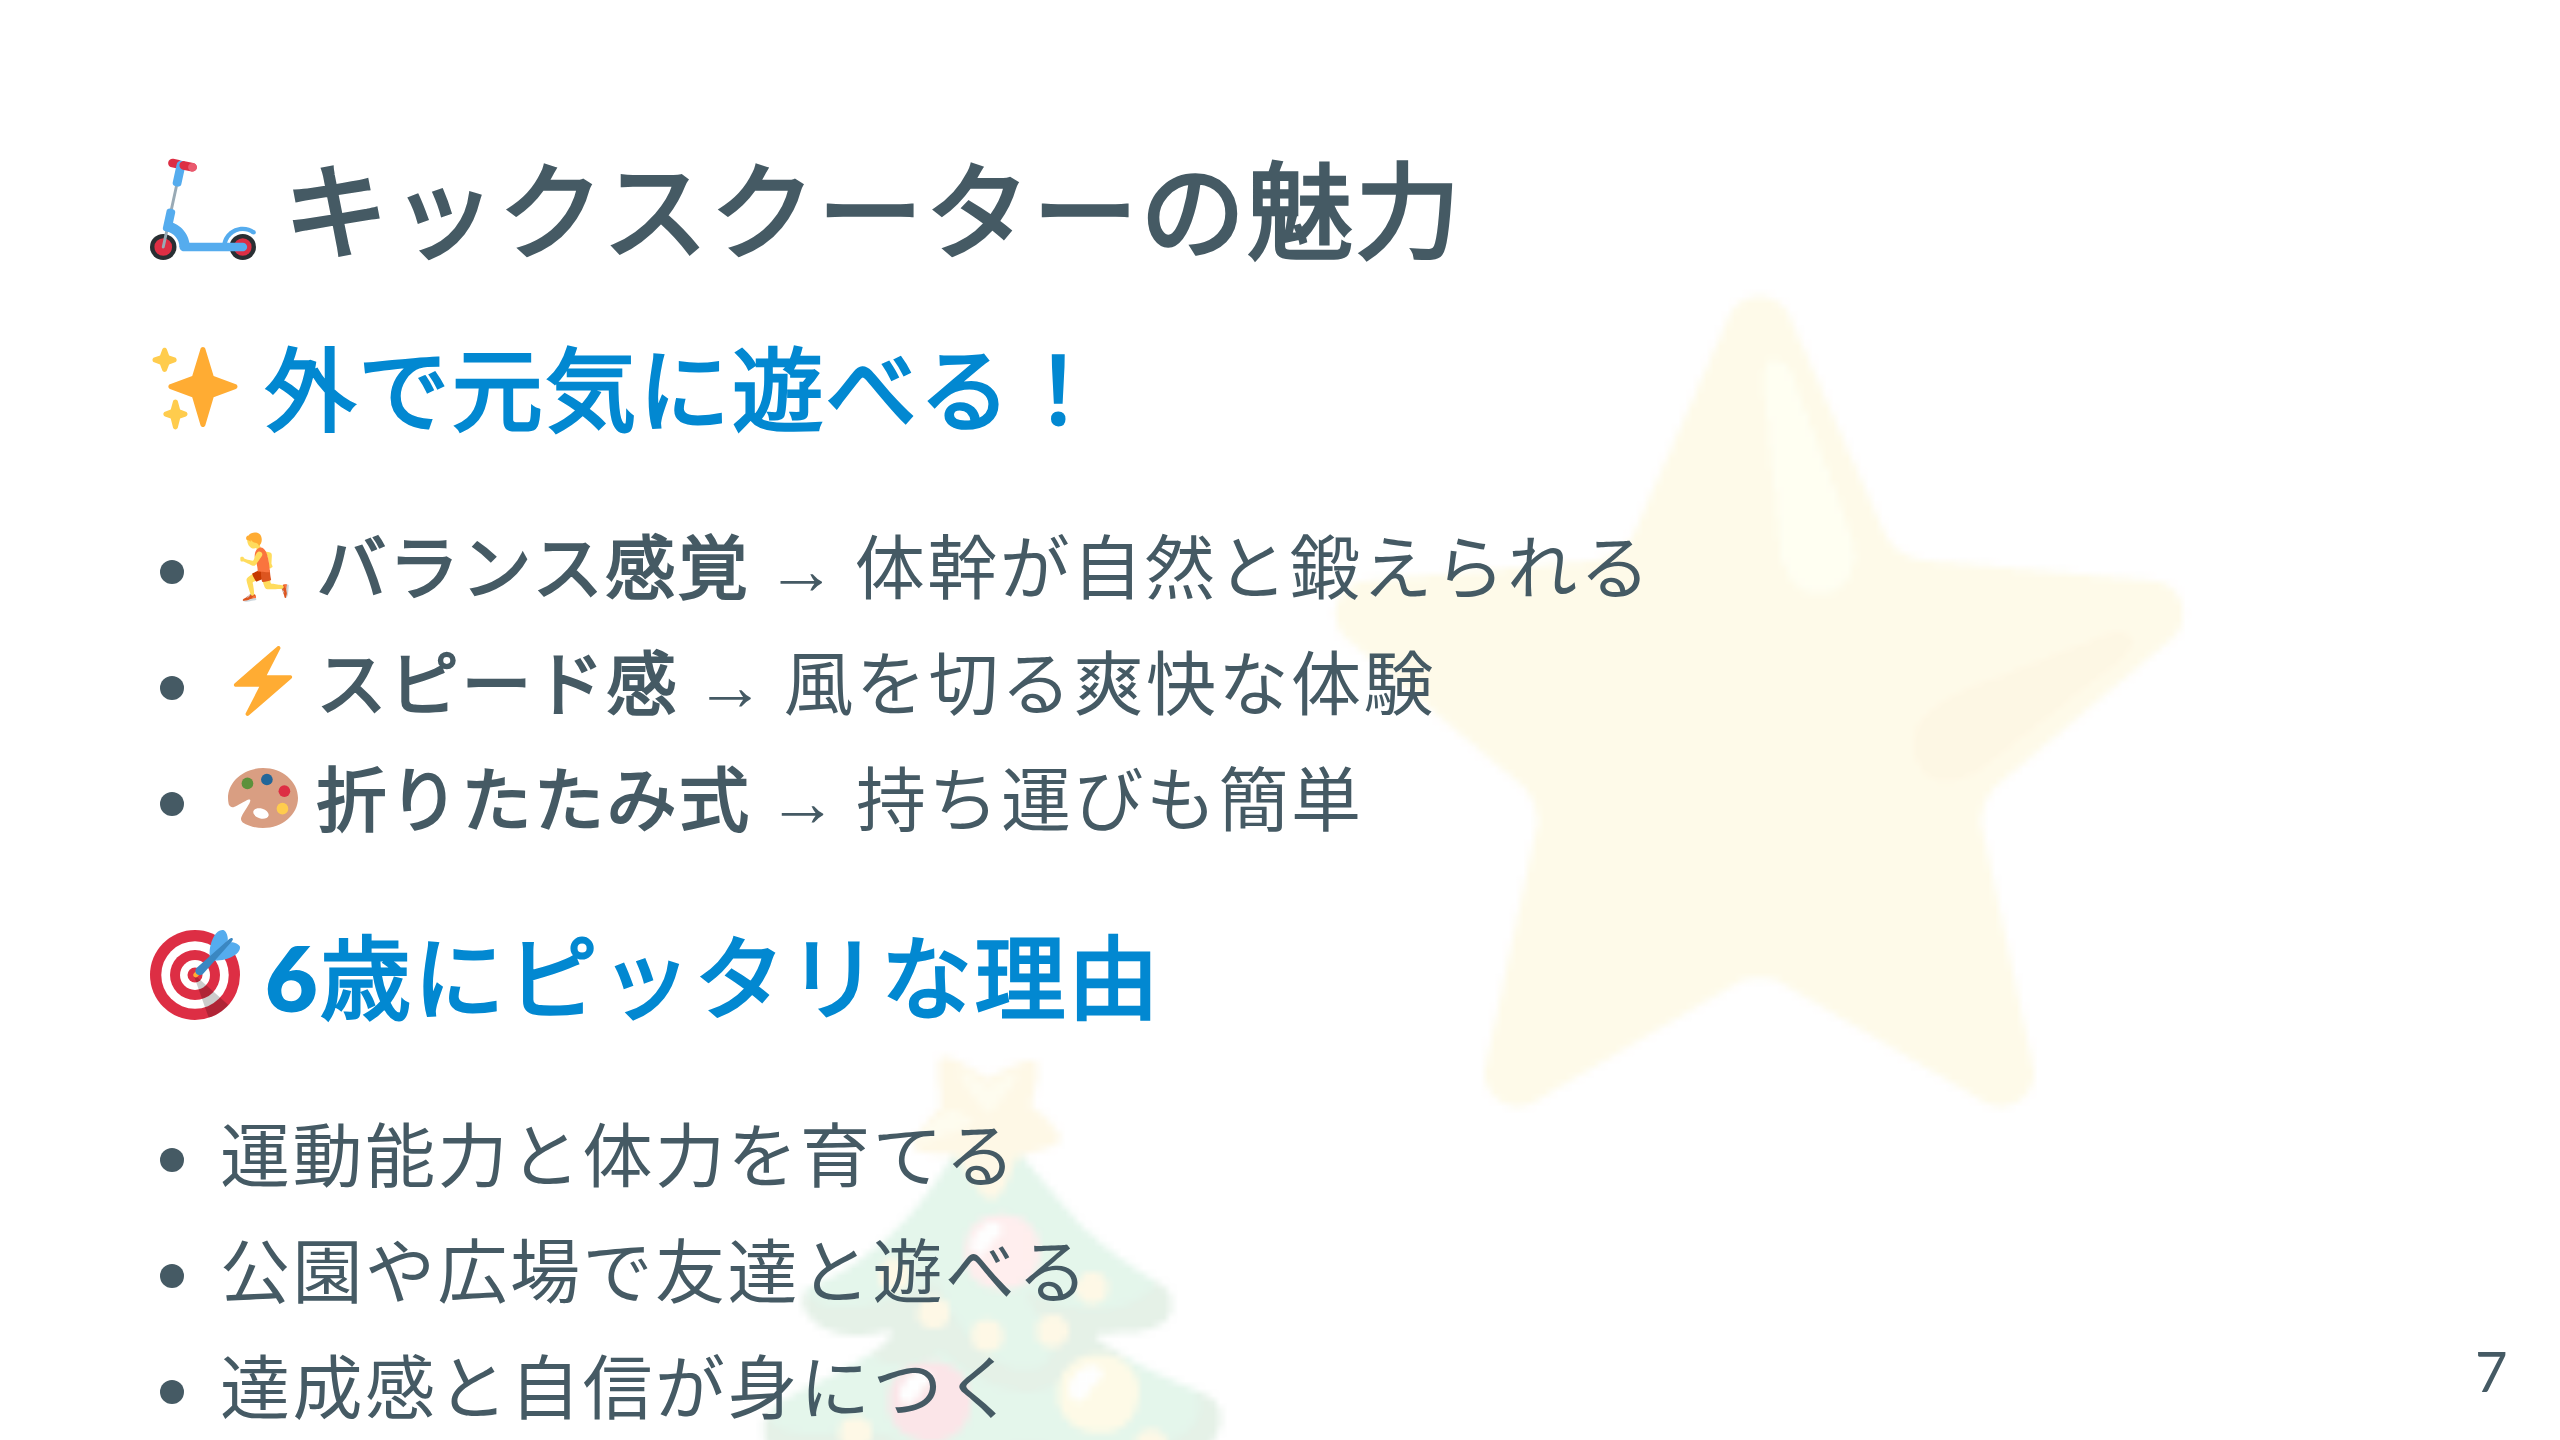 🛴 キックスクーターの魅力
✨ 外で元気に遊べる！
• 🏃 バランス感覚 → 体幹が自然と鍛えられる
• ⚡ スピード感 → 風を切る爽快な体験
• 🎨 折りたたみ式 → 持ち運びも簡単
🎯 6歳にピッタリな理由
• 運動能力と体力を育てる
• 公園や広場で友達と遊べる
• 達成感と自信が身につく
7